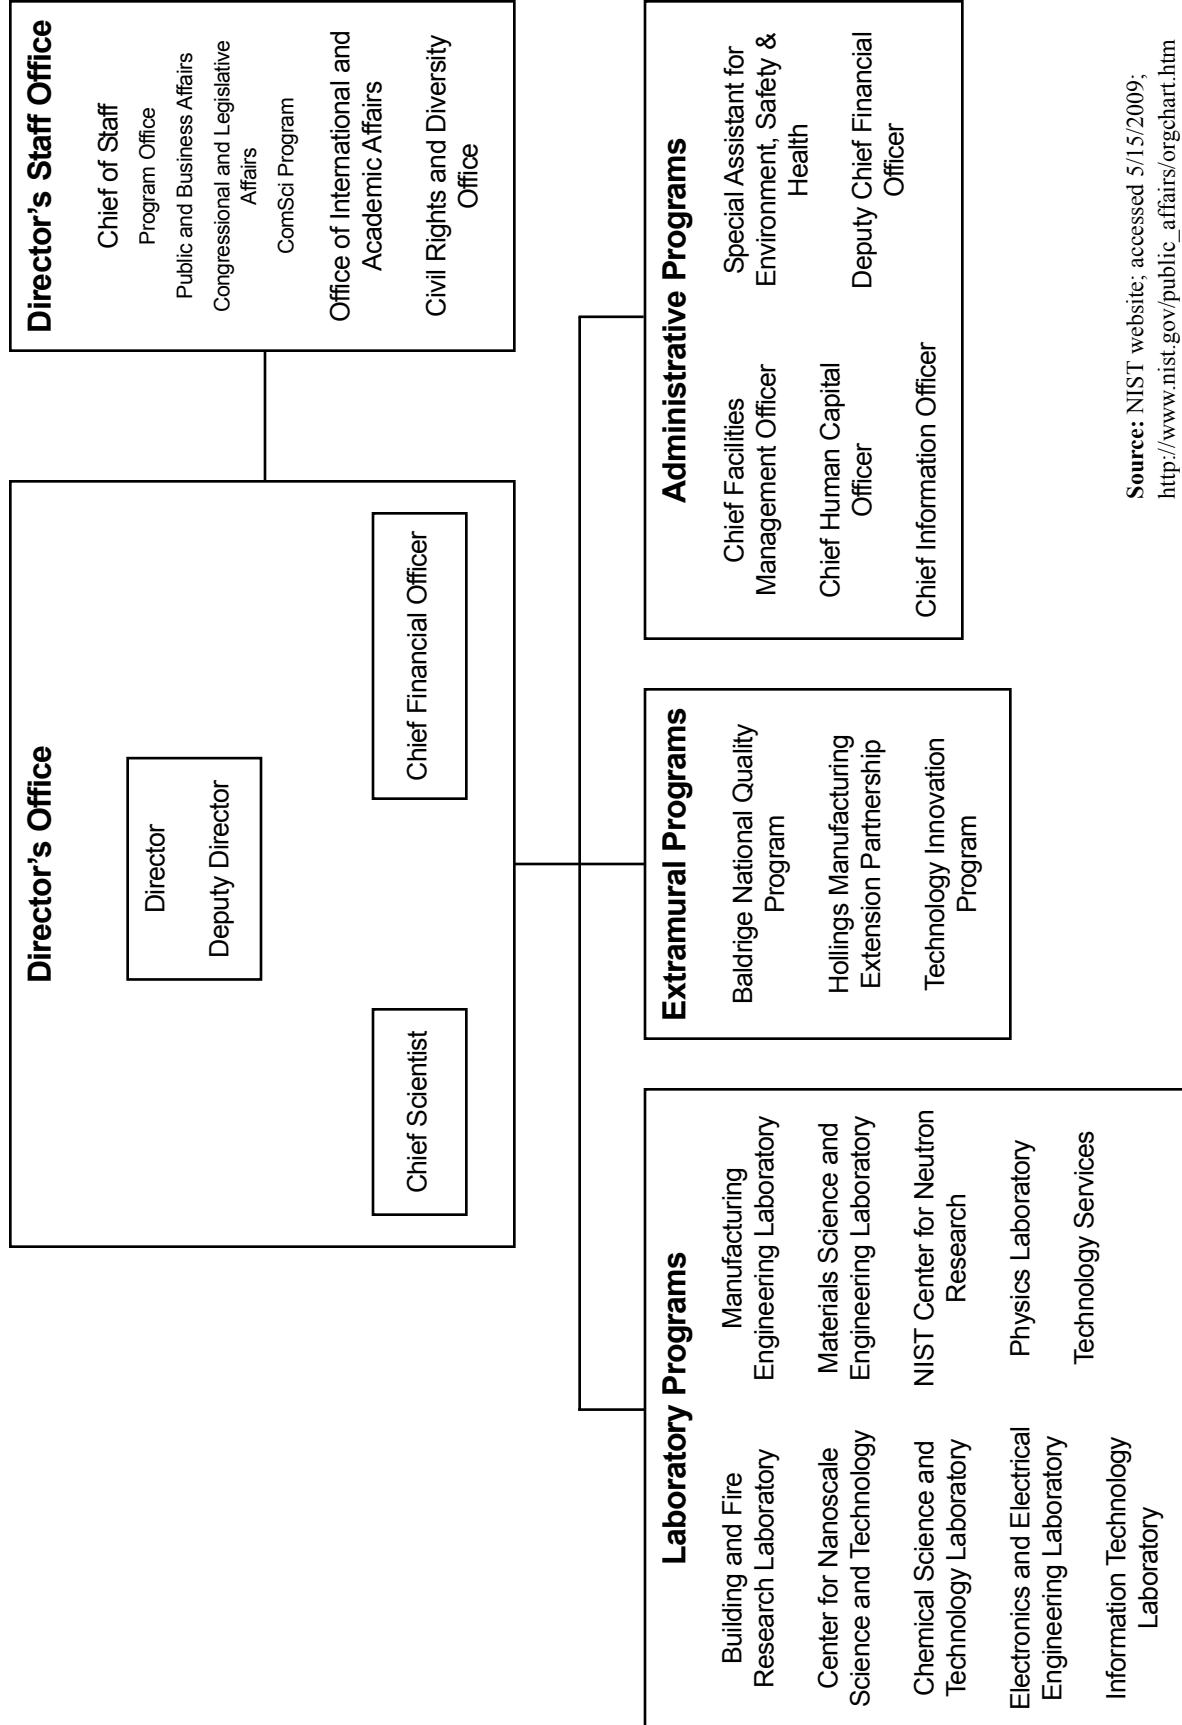 Director's Office
Director
Deputy Director
Chief Scientist
Chief Financial Officer
Director's Staff Office
Chief of Staff
Program Office
Public and Business Affairs
Congressional and Legislative
Affairs
ComSci Program
Office of International and
Academic Affairs
Civil Rights and Diversity
Office
Laboratory Programs
Building and Fire
Research Laboratory
Center for Nanoscale
Science and Technology
Chemical Science and
Technology Laboratory
Electronics and Electrical
Engineering Laboratory
Information Technology
Laboratory
Manufacturing
Engineering Laboratory
Materials Science and
Engineering Laboratory
NIST Center for Neutron
Research
Physics Laboratory
Technology Services
Extramural Programs
Baldrige National Quality
Program
Hollings Manufacturing
Extension Partnership
Technology Innovation
Program
Administrative Programs
Chief Facilities
Management Officer
Chief Human Capital
Officer
Chief Information Officer
Special Assistant for
Environment, Safety &
Health
Deputy Chief Financial
Officer
Source: NIST website; accessed 5/15/2009;
http://www.nist.gov/public_affairs/orgchart.htm